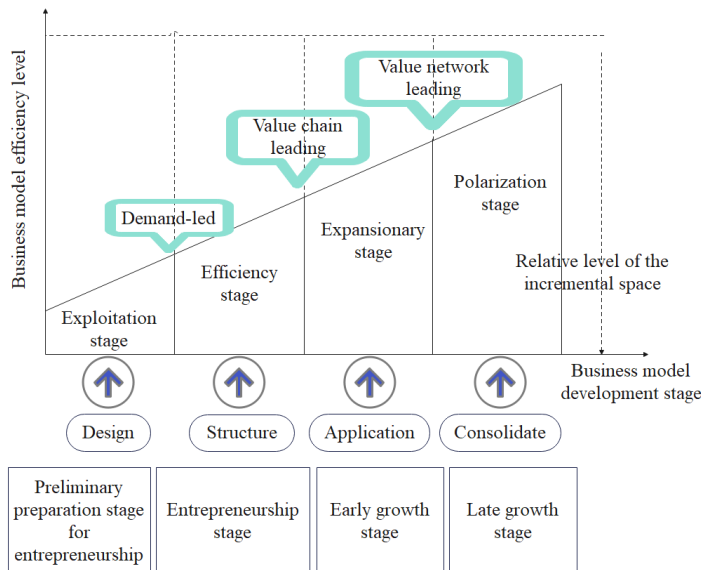 Business model efficiency level
Value network
leading
Value chain
leading
Demand-led
Polarization
stage
Expansionary
stage
Efficiency
stage
Exploitation
stage
Relative level of the
incremental space
Business model
development stage
Design
Structure
Application
Consolidate
Preliminary
preparation stage
for
entrepreneurship
Entrepreneurship
stage
Early growth
stage
Late growth
stage